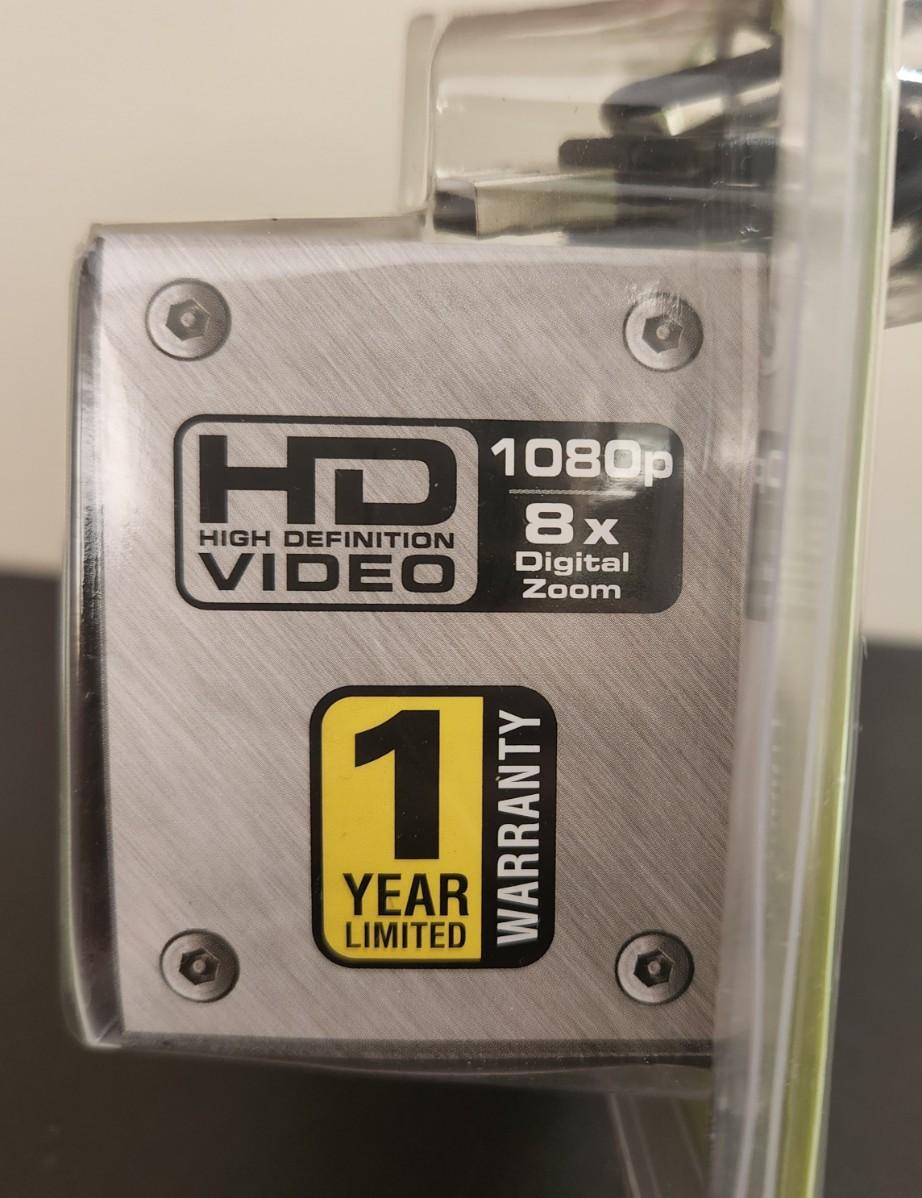 HD
HIGH DEFINITION
VIDEO
1080p
8x
Digital
Zoom
1
YEAR
LIMITED
WARRANTY